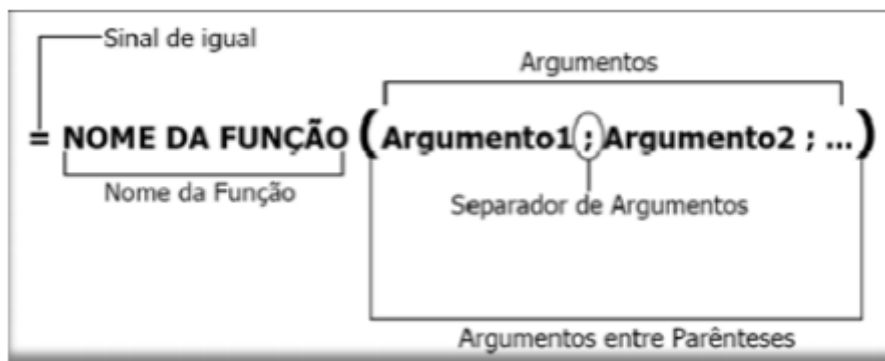 Sinal de igual
Argumentos
= NOME DA FUNÇÃO (Argumento1 ; Argumento2 ; ...)
Nome da Função
Separador de Argumentos
Argumentos entre Parênteses